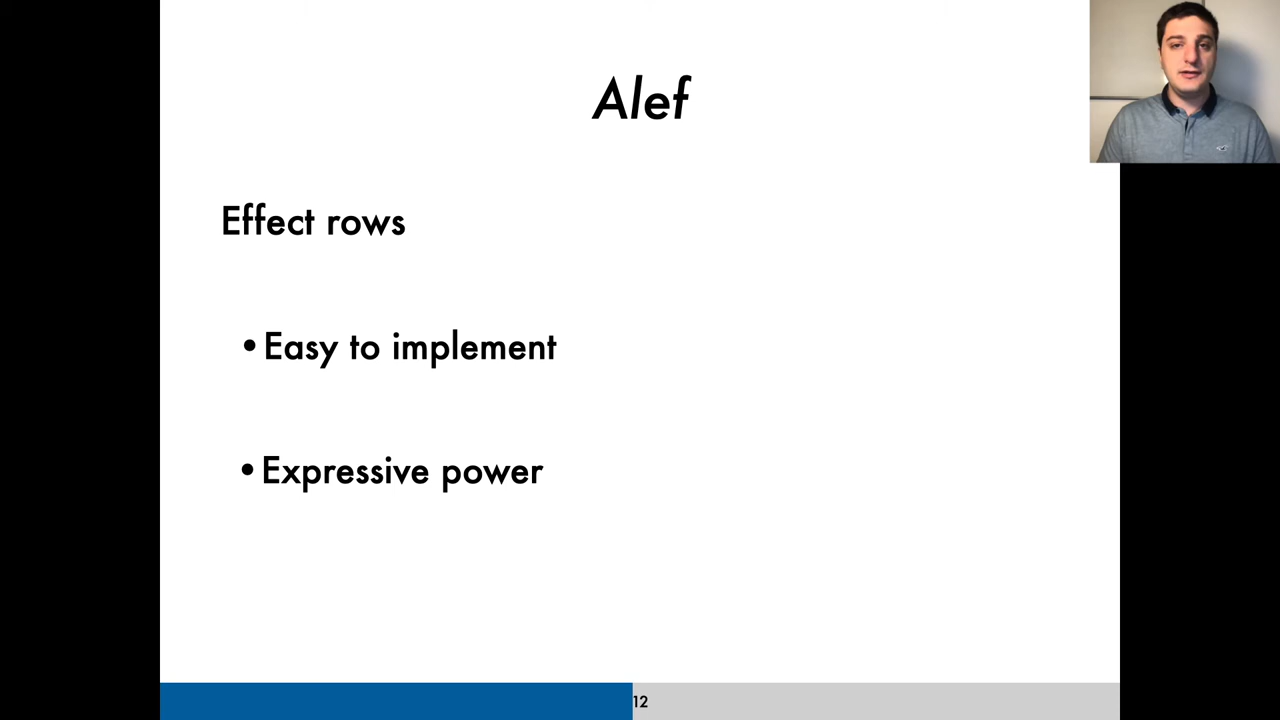 Alef
Effect rows
•Easy to implement
•Expressive power
12